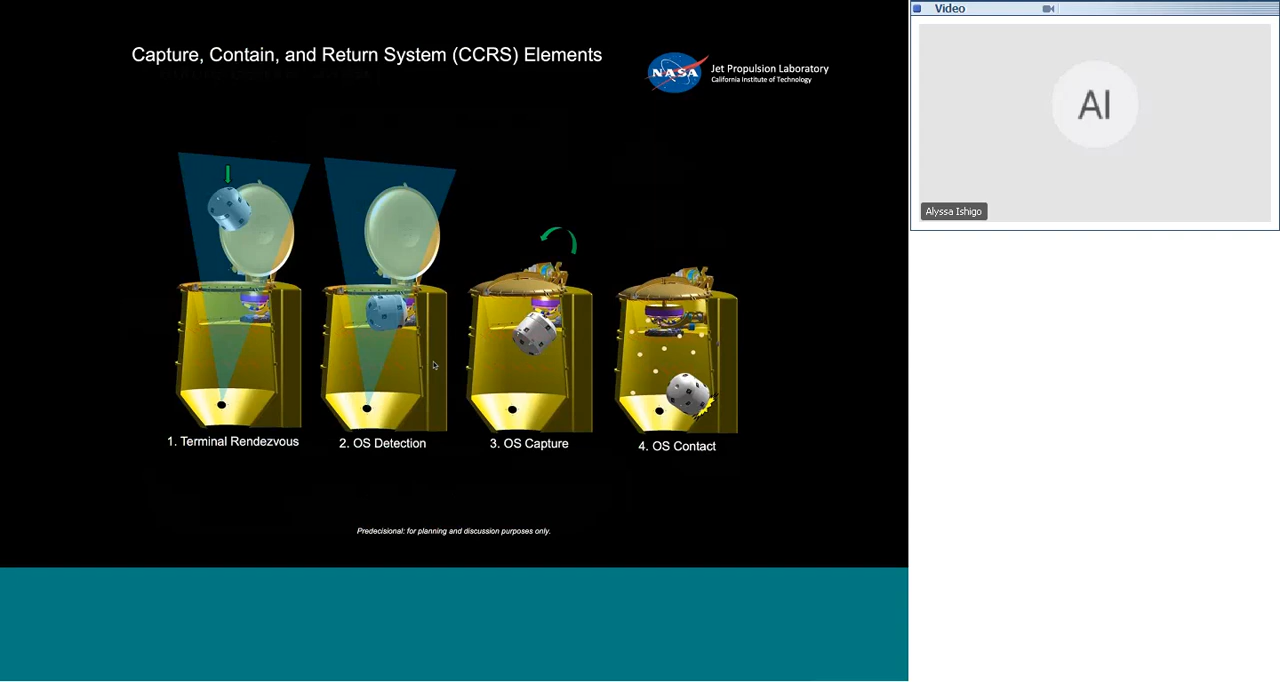 Capture, Contain, and Return System (CCRS) Elements
NASA
Jet Propulsion Laboratory
California Institute of Technology
1. Terminal Rendezvous
2. OS Detection
3. OS Capture
4. OS Contact
Predecisional: for planning and discussion purposes only.
Video
AI
Alyssa Ishigo